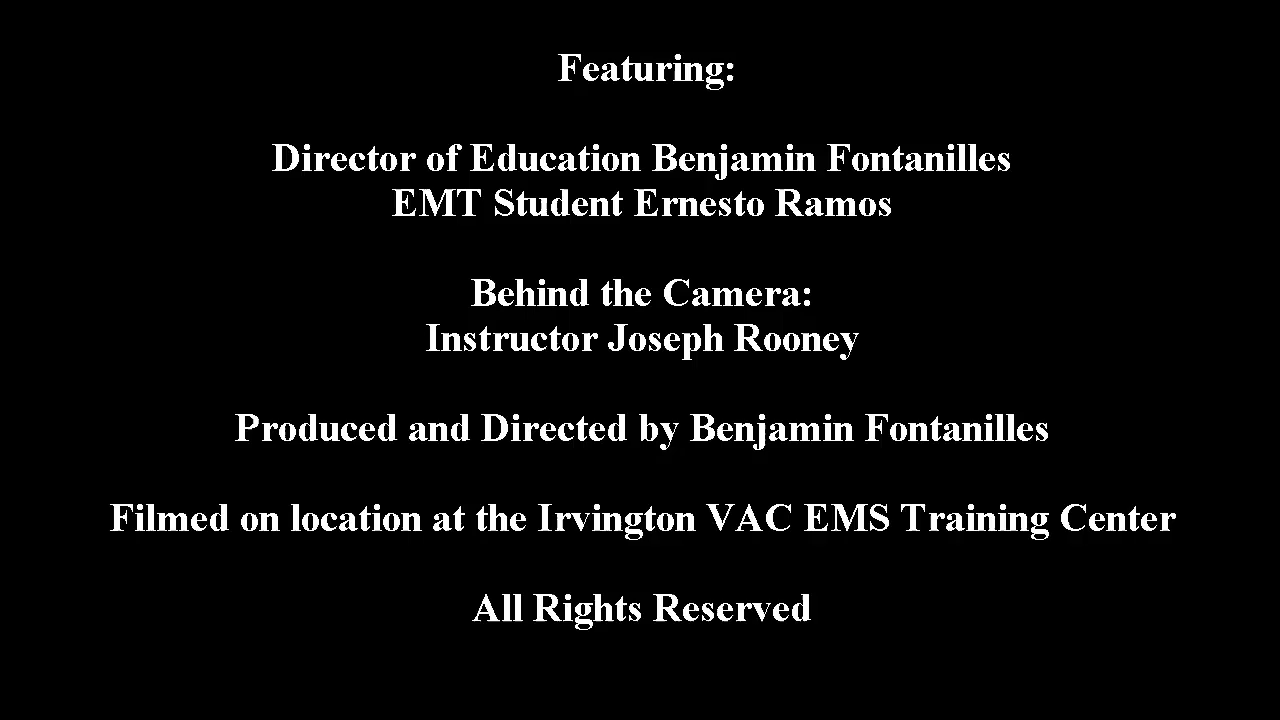 Featuring:
Director of Education Benjamin Fontanilles
EMT Student Ernesto Ramos
Behind the Camera:
Instructor Joseph Rooney
Produced and Directed by Benjamin Fontanilles
Filmed on location at the Irvington VAC EMS Training Center
All Rights Reserved